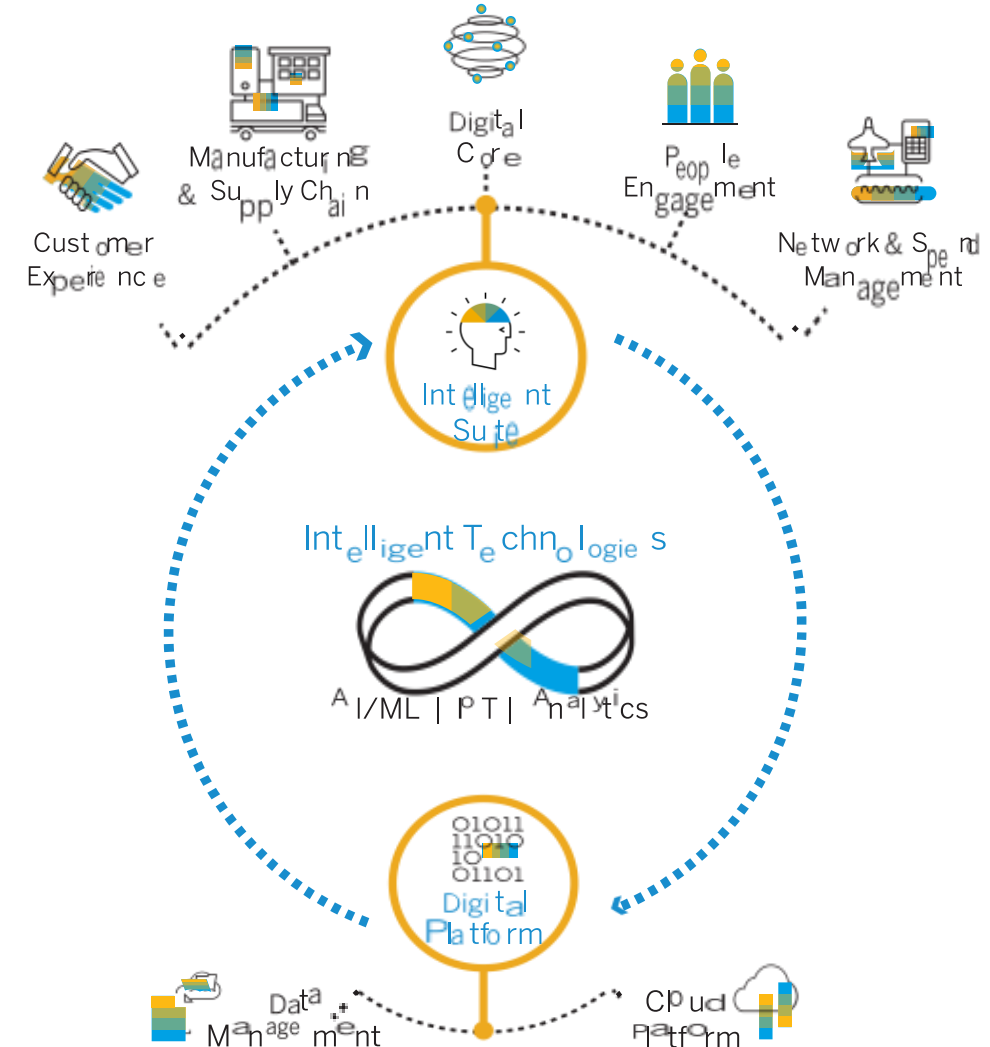 Digital
Core
Manufacturing
& Supply Chain
People
Engagement
Customer
Experience
Network & Spend
Management
Intelligent
Suite
Intelligent Technologies
AI/ML | IoT | Analytics
01011
11010
10
01101
Digital
Platform
Data
Management
Cloud
Platform